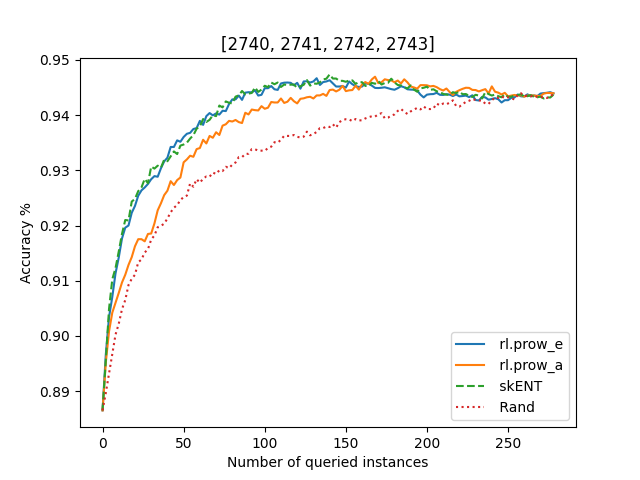 [2740, 2741, 2742, 2743]
0.95
0.94
0.93
0.92
0.91
0.90
0.89
Accuracy %
0
50
100
150
200
250
Number of queried instances
rl.prow_e
rl.prow_a
skENT
Rand